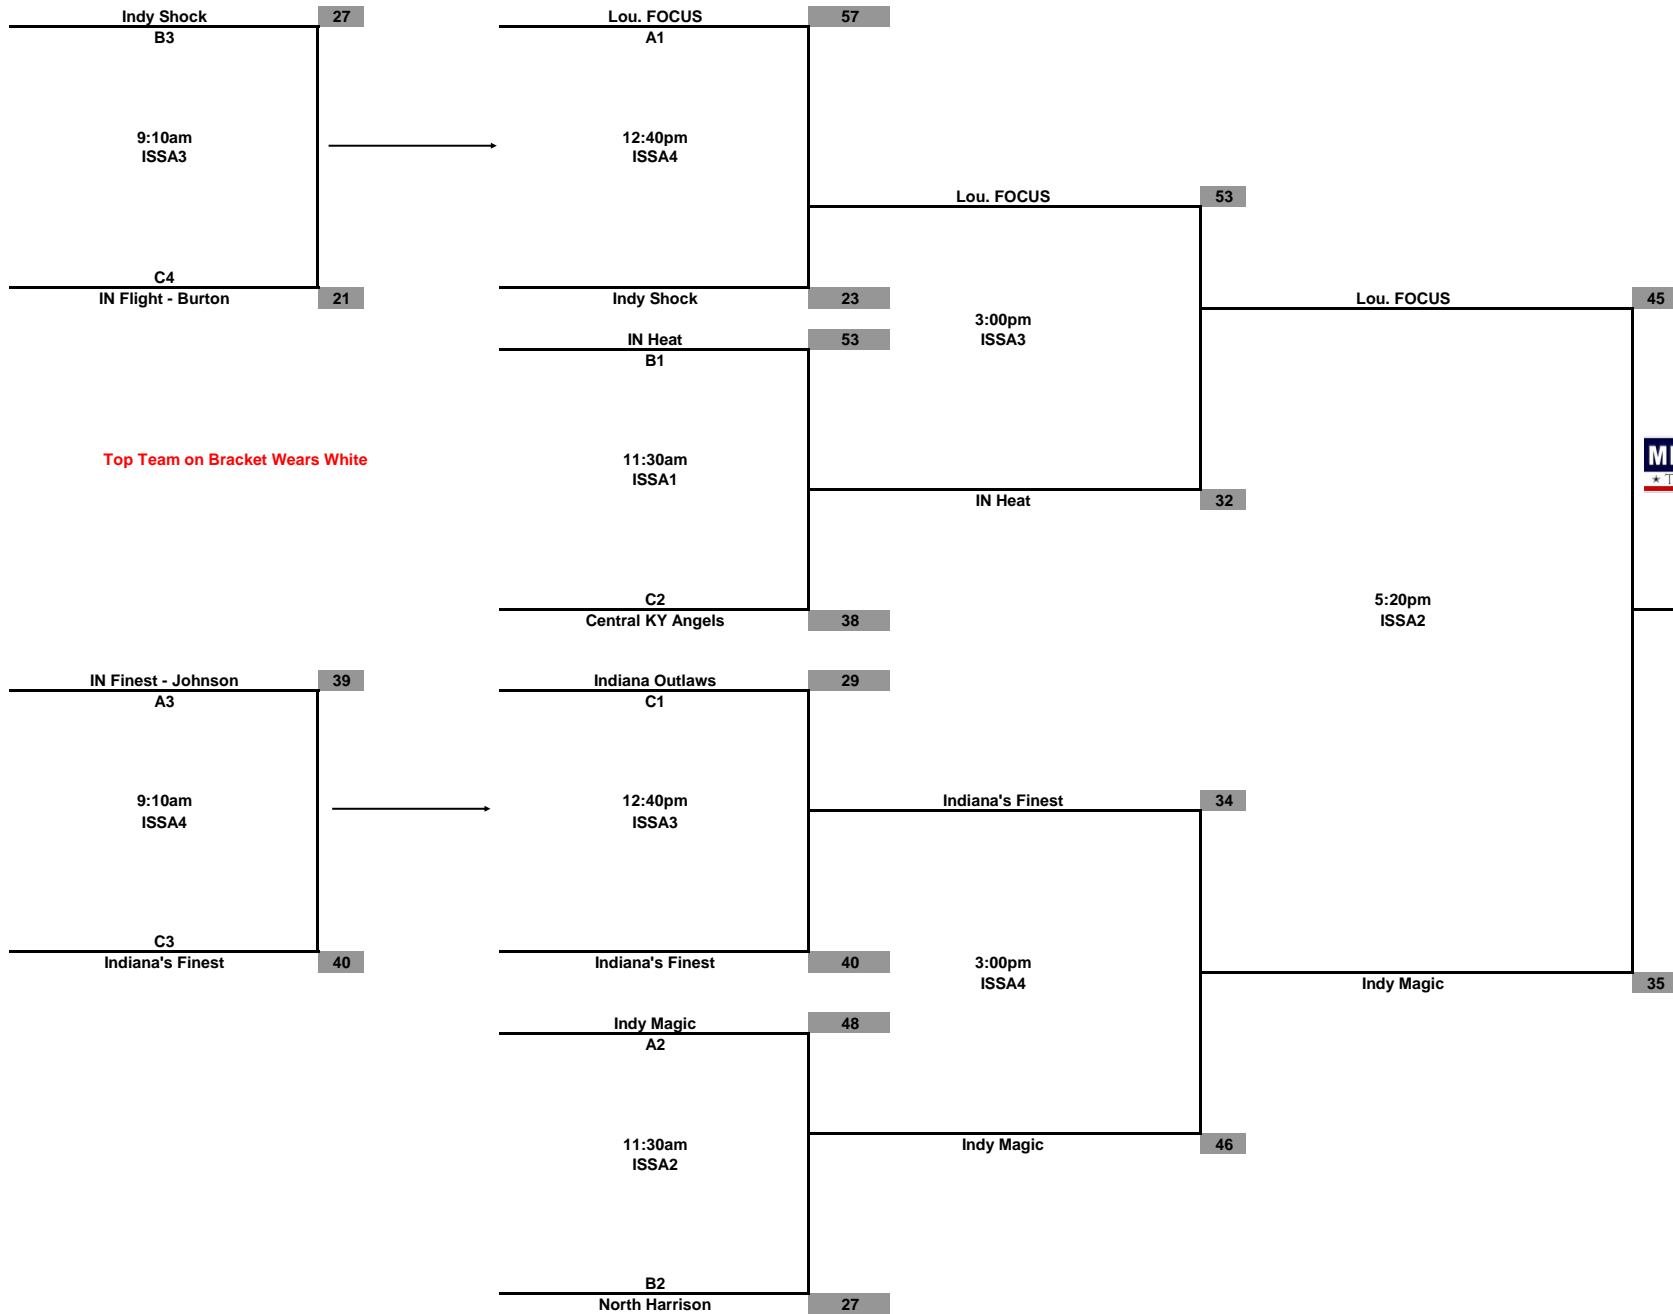 Indy Shock 27
B3
9:10am
ISSA3
C4
IN Flight - Burton 21
Lou. FOCUS 57
A1
12:40pm
ISSA4
Indy Shock 23
IN Heat 53
B1
11:30am
ISSA1
C2
Central KY Angels 38
Top Team on Bracket Wears White
IN Finest - Johnson 39
A3
9:10am
ISSA4
C3
Indiana's Finest 40
Indiana Outlaws 29
C1
12:40pm
ISSA3
Indiana's Finest 40
Indy Magic 48
A2
11:30am
ISSA2
B2
North Harrison 27
Lou. FOCUS 53
3:00pm
ISSA3
IN Heat 32
Indiana's Finest 34
3:00pm
ISSA4
Indy Magic 46
Lou. FOCUS 45
5:20pm
ISSA2
Indy Magic 35